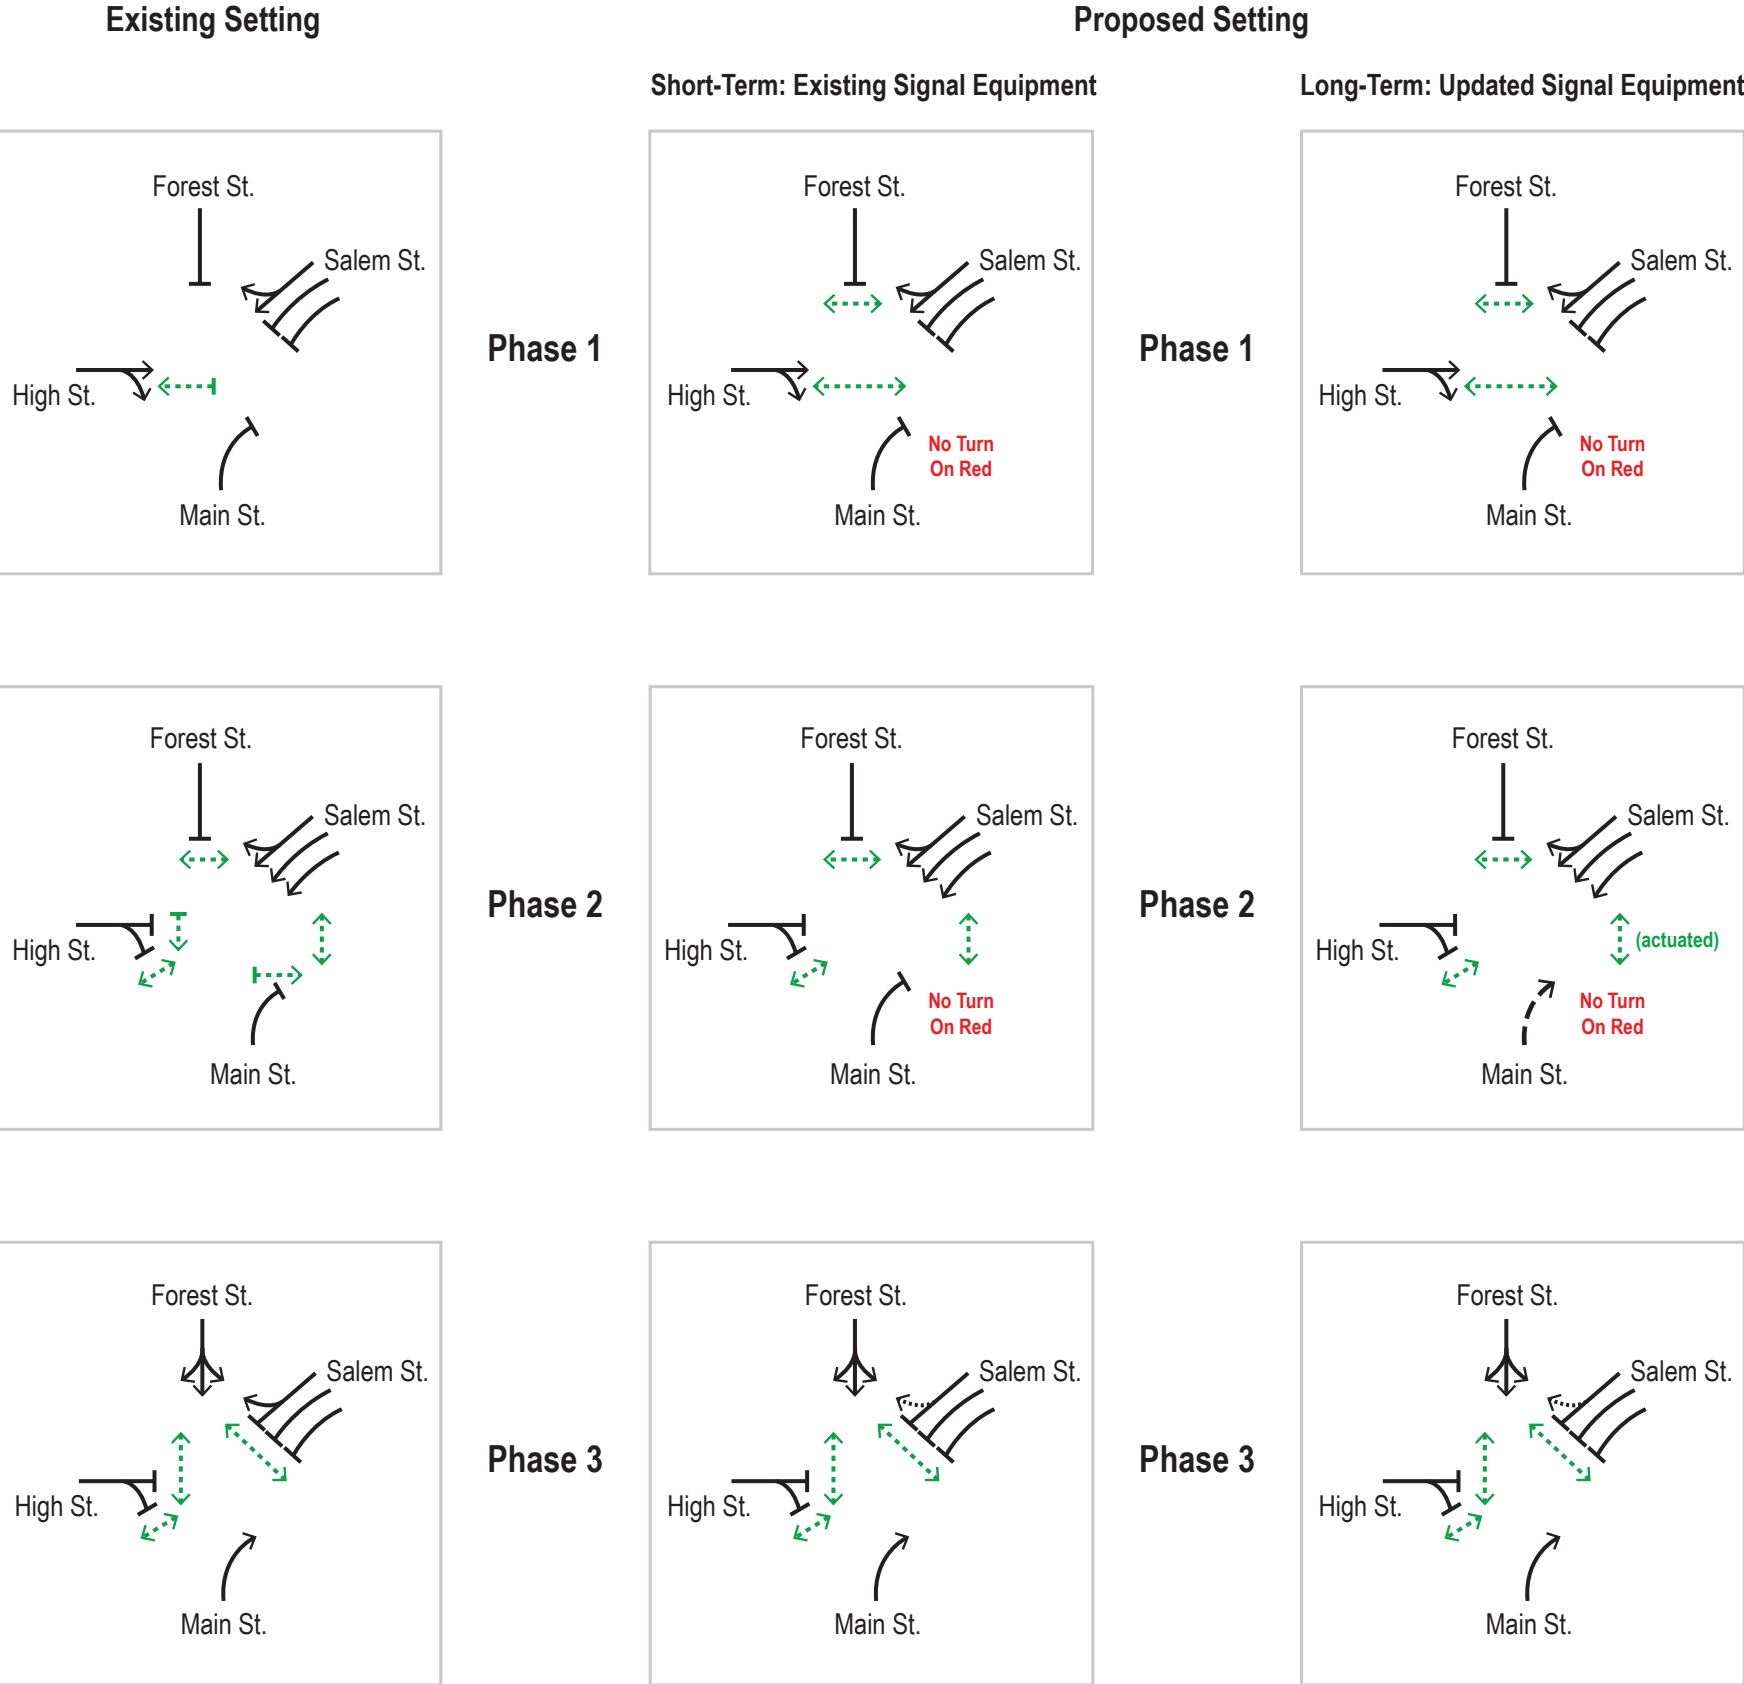 Existing Setting
Proposed Setting
Short-Term: Existing Signal Equipment
Long-Term: Updated Signal Equipment
Forest St.
Salem St.
High St.
Main St.
Phase 1
Forest St.
Salem St.
High St.
No Turn
On Red
Main St.
Phase 1
Forest St.
Salem St.
High St.
No Turn
On Red
Main St.
Forest St.
Salem St.
High St.
Main St.
Phase 2
Forest St.
Salem St.
High St.
No Turn
On Red
Main St.
Phase 2
Forest St.
Salem St.
High St.
(actuated)
No Turn
On Red
Main St.
Forest St.
Salem St.
High St.
Main St.
Phase 3
Forest St.
Salem St.
High St.
Main St.
Phase 3
Forest St.
Salem St.
High St.
Main St.